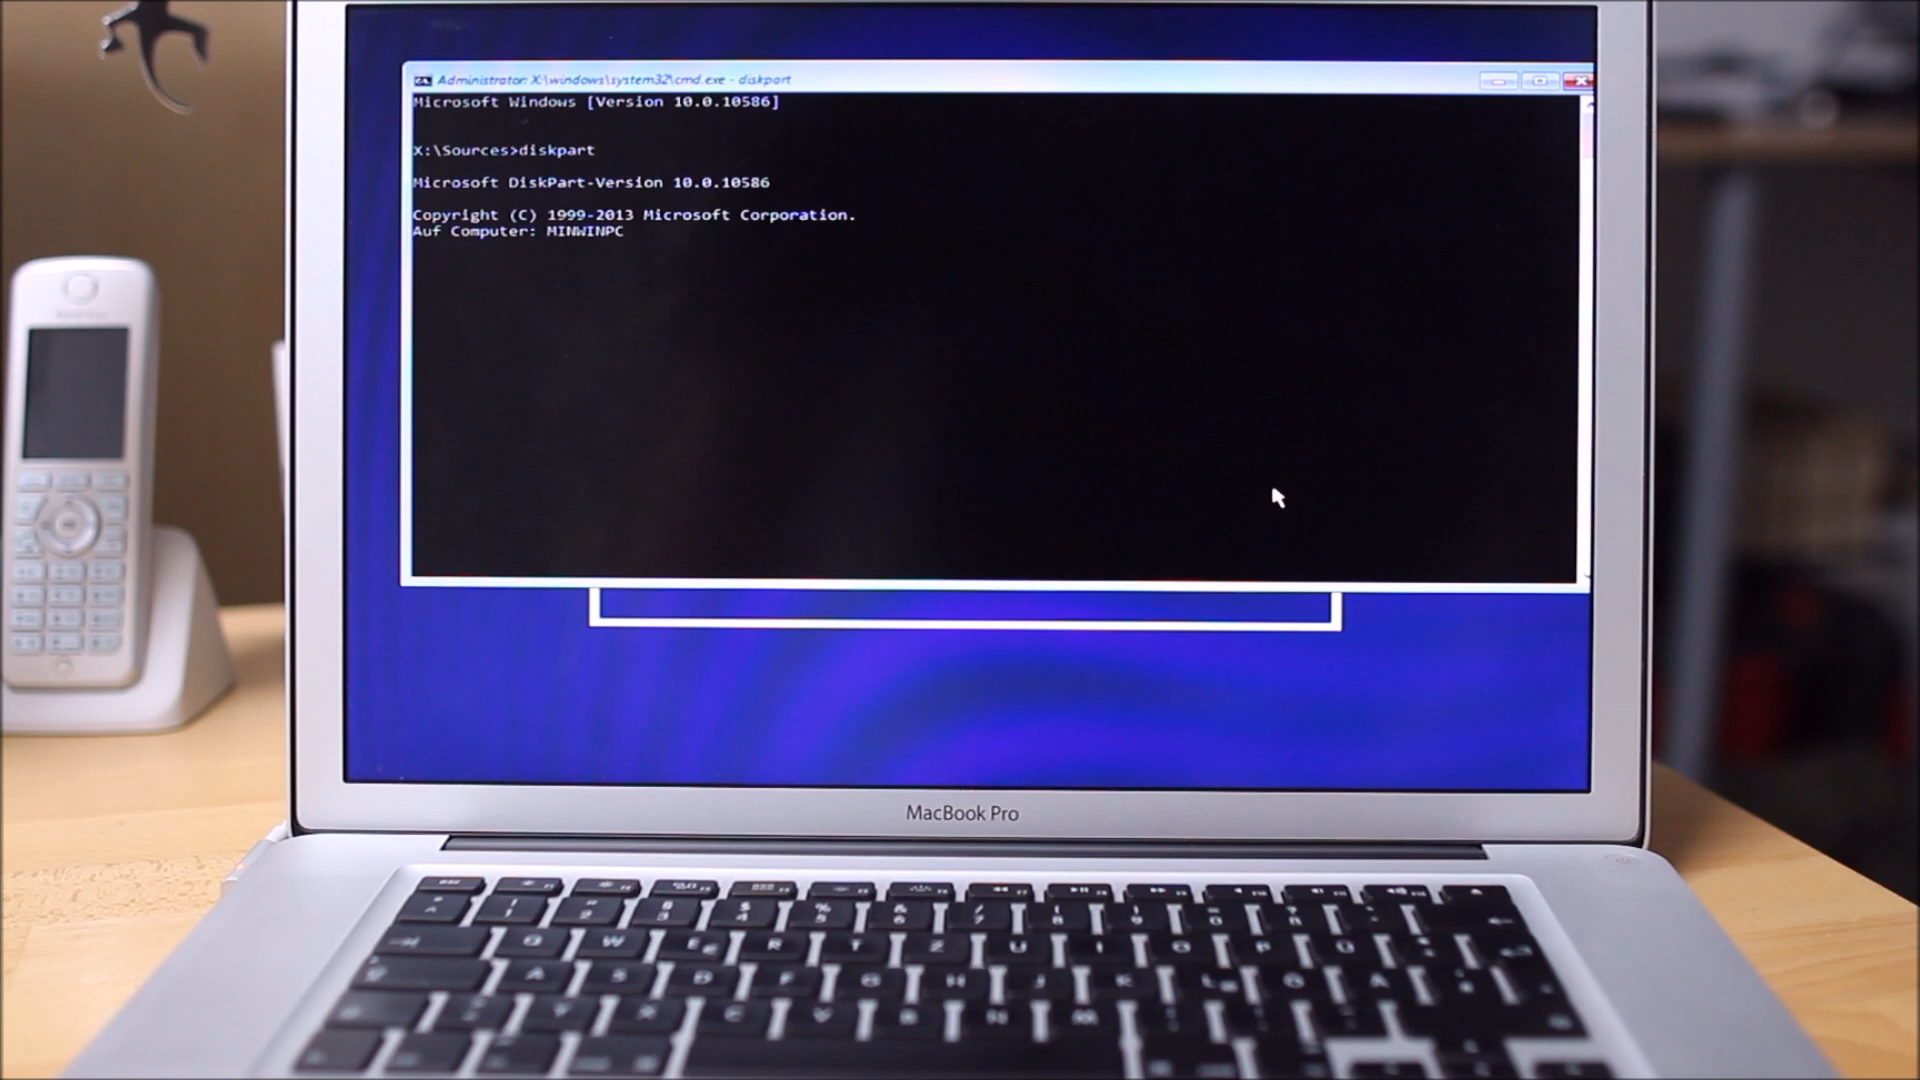 Administrator: X:\windows\system32\cmd.exe - diskpart
Microsoft Windows [Version 10.0.10586]
X:\Sources>diskpart
Microsoft DiskPart-Version 10.0.10586
Copyright (C) 1999-2013 Microsoft Corporation.
Auf Computer: MINWINPC
MacBook Pro
Q W E R T Z U I O P Ü
A S D F G H J K L Ö Ä
Y X C V B N M